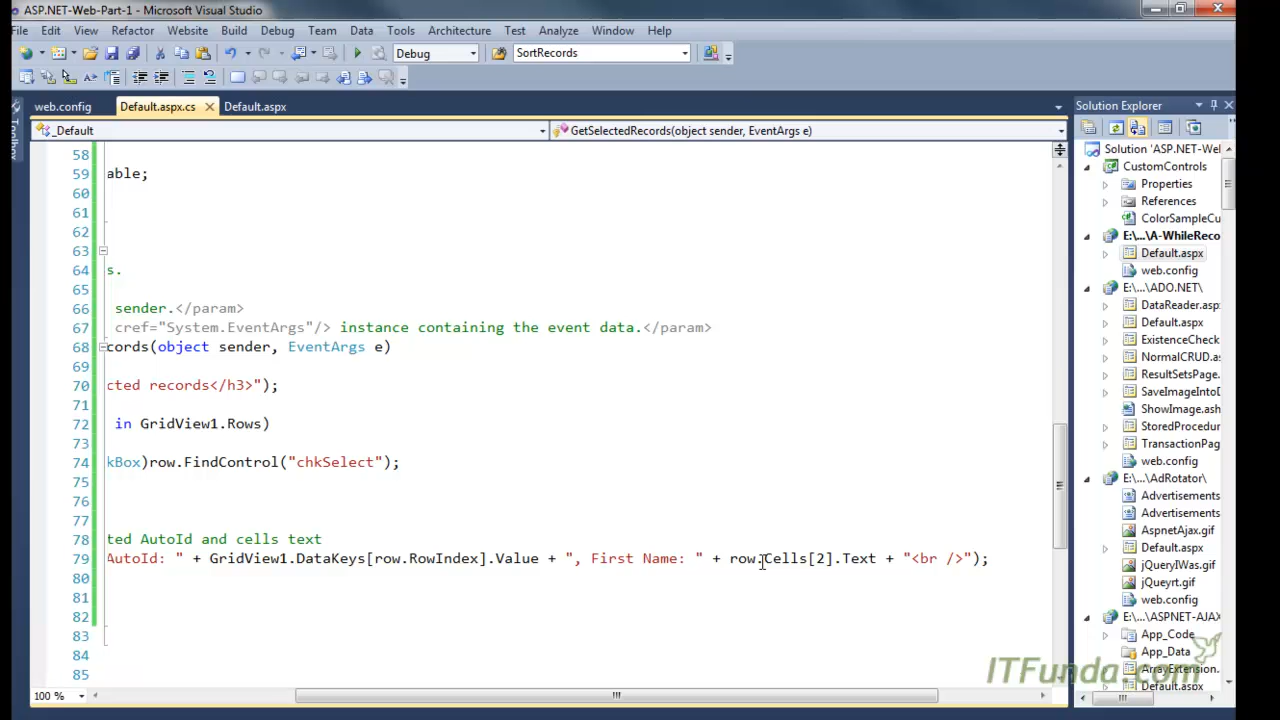 ASP.NET-Web-Part-1 - Microsoft Visual Studio
File Edit View Refactor Website Build Debug Team Data Tools Architecture Test Analyze Window Help
Debug SortRecords
web.config Default.aspx.cs Default.aspx
_Default GetSelectedRecords(object sender, EventArgs e)
Toolbox
58
59 able;
60
61
62
63
64 s.
65
66 sender.</param>
67 cref="System.EventArgs"/> instance containing the event data.</param>
68 cords(object sender, EventArgs e)
69
70 cted records</h3>");
71
72 in GridView1.Rows)
73
74 kBox)row.FindControl("chkSelect");
75
76
77
78 ted AutoId and cells text
79 AutoId: " + GridView1.DataKeys[row.RowIndex].Value + ", First Name: " + row.Cells[2].Text + "<br />");
80
81
82
83
84
85
100 %
Solution Explorer
Solution 'ASP.NET-We
CustomControls
Properties
References
ColorSampleCu
E:\...\A-WhileReco
Default.aspx
web.config
E:\...\ADO.NET\
DataReader.asp
Default.aspx
ExistenceCheck
NormalCRUD.as
ResultSetsPage.
SaveImageIntoD
ShowImage.ash
StoredProcedur
TransactionPag
web.config
E:\...\AdRotator\
Advertisements
Advertisements
AspnetAjax.gif
Default.aspx
jQueryIWas.gif
jQueyrt.gif
web.config
E:\...\ASPNET-AJAX
App_Code
App_Data
ArrayExtension.
Default.aspx
ITFunda.com